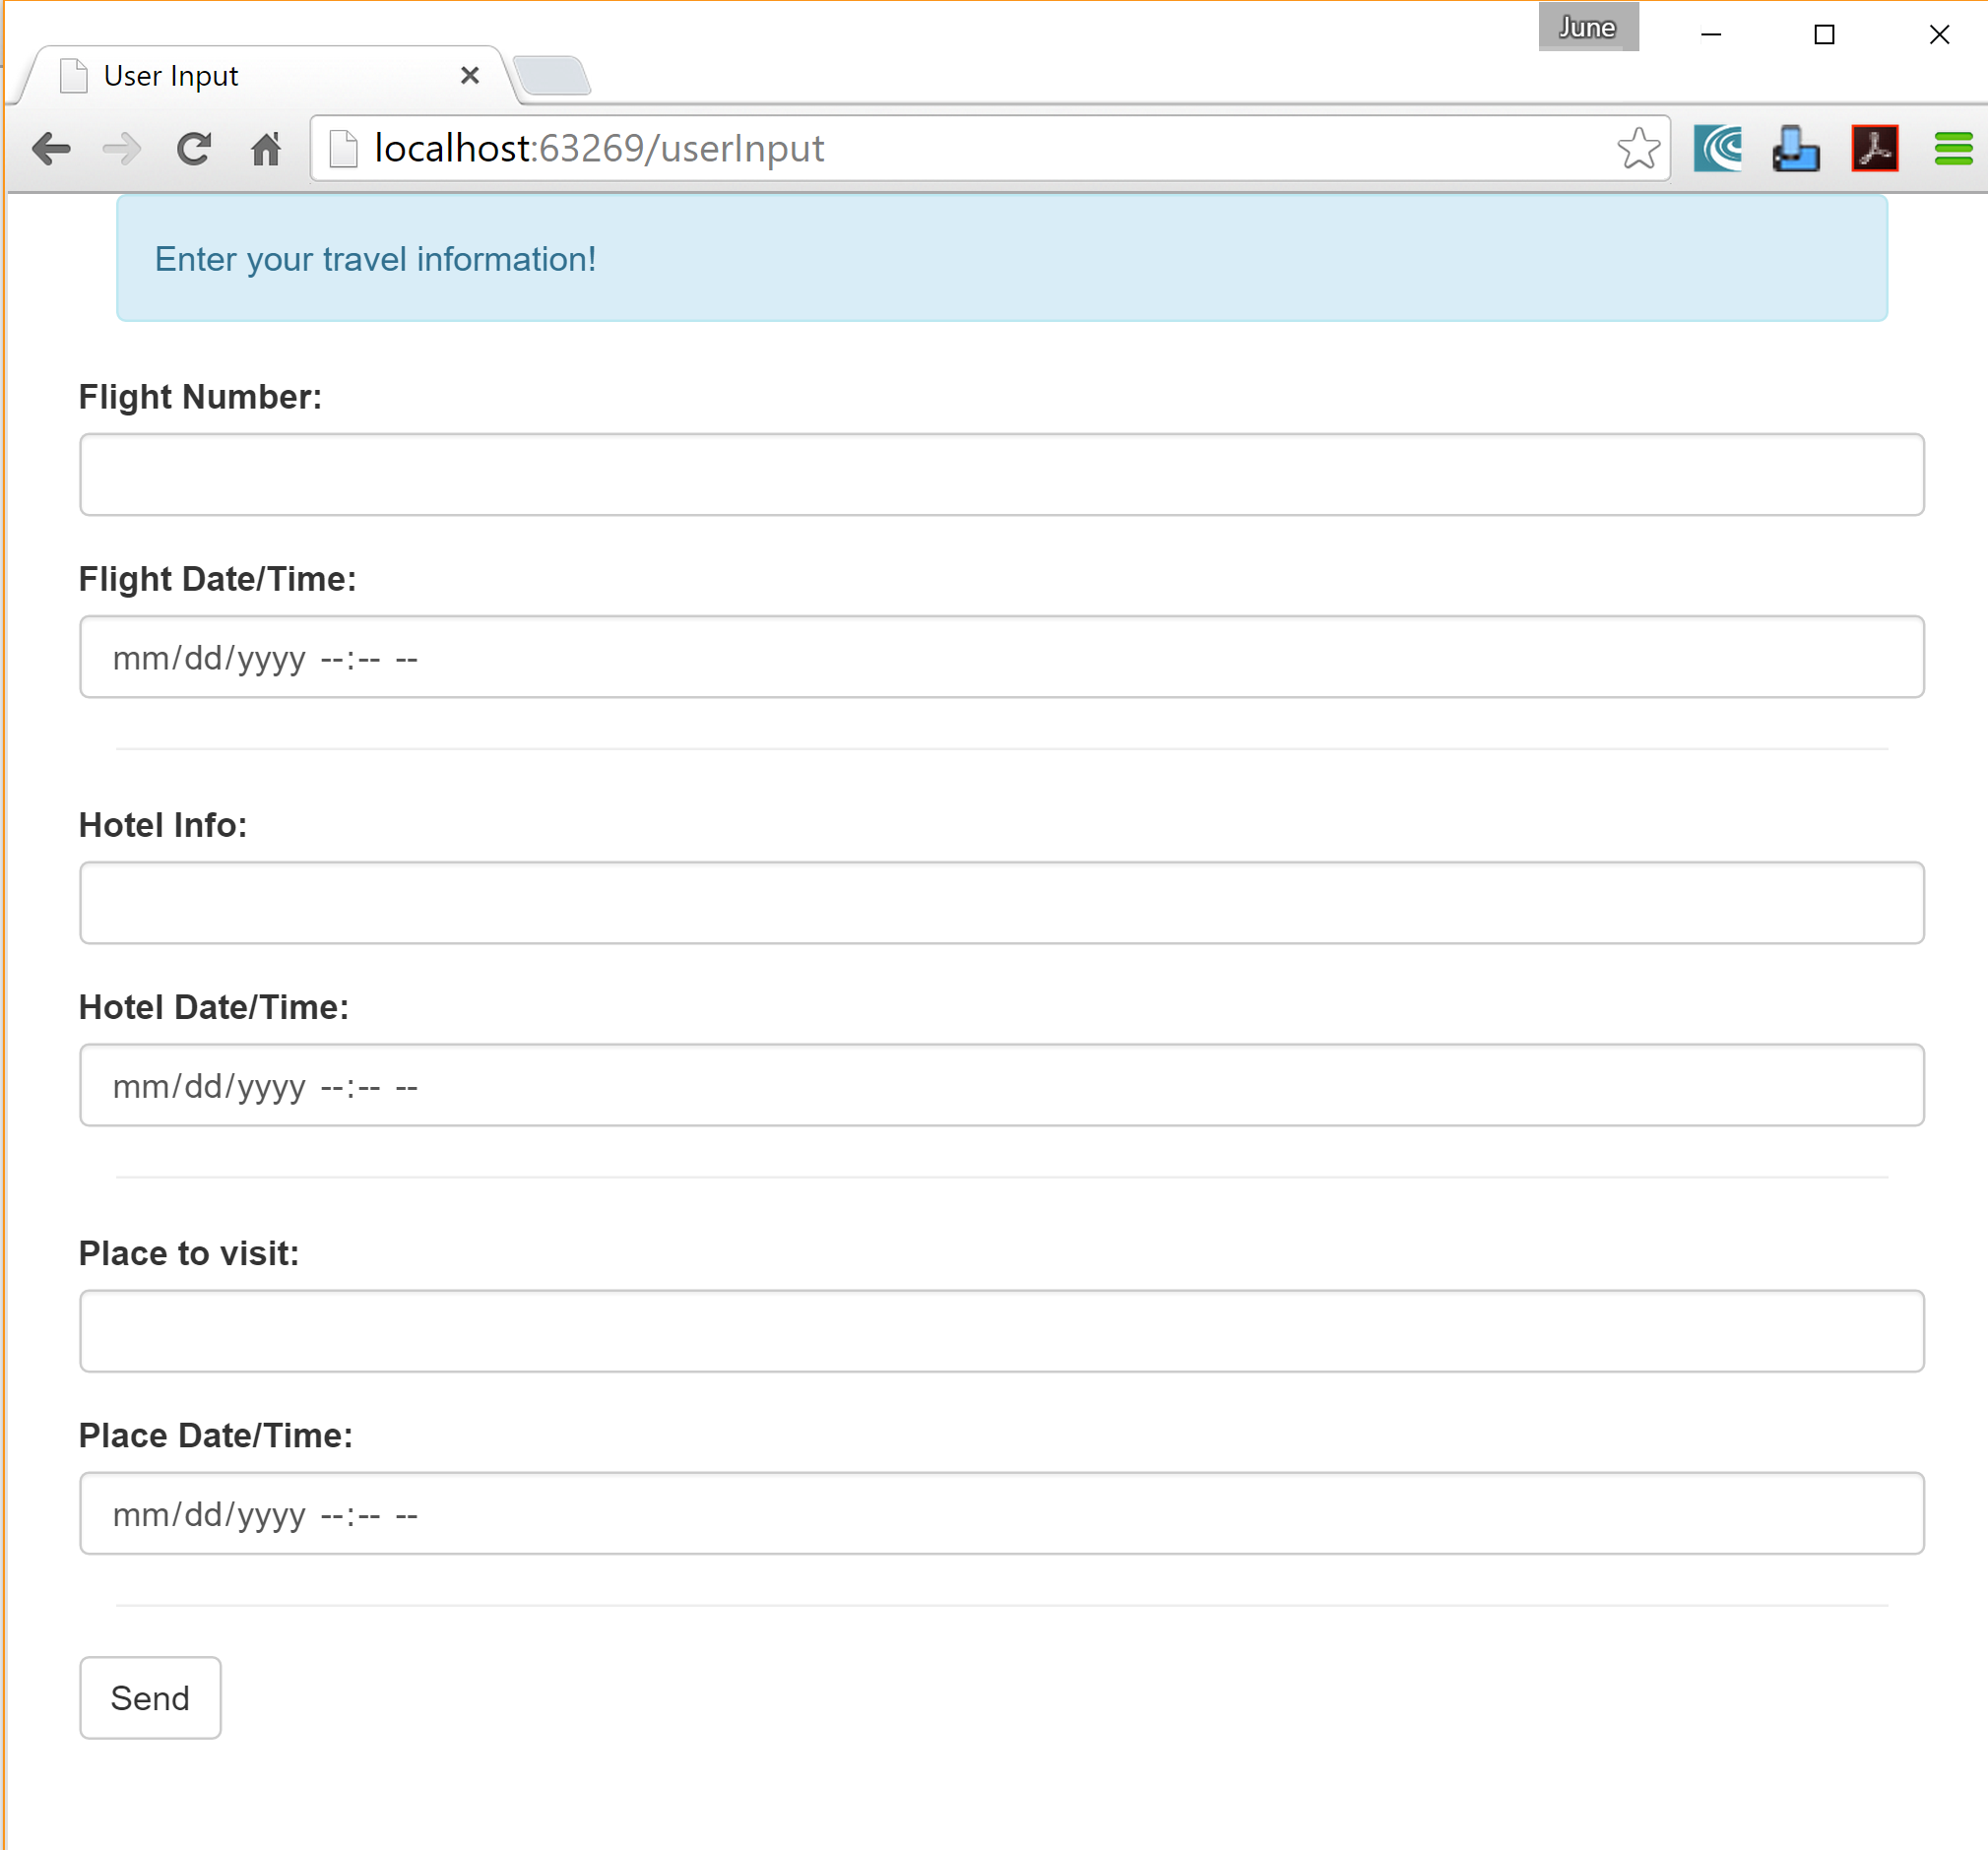 June
User Input
localhost:63269/userInput
Enter your travel information!
Flight Number:
Flight Date/Time:
mm/dd/yyyy --:-- --
Hotel Info:
Hotel Date/Time:
mm/dd/yyyy --:-- --
Place to visit:
Place Date/Time:
mm/dd/yyyy --:-- --
Send